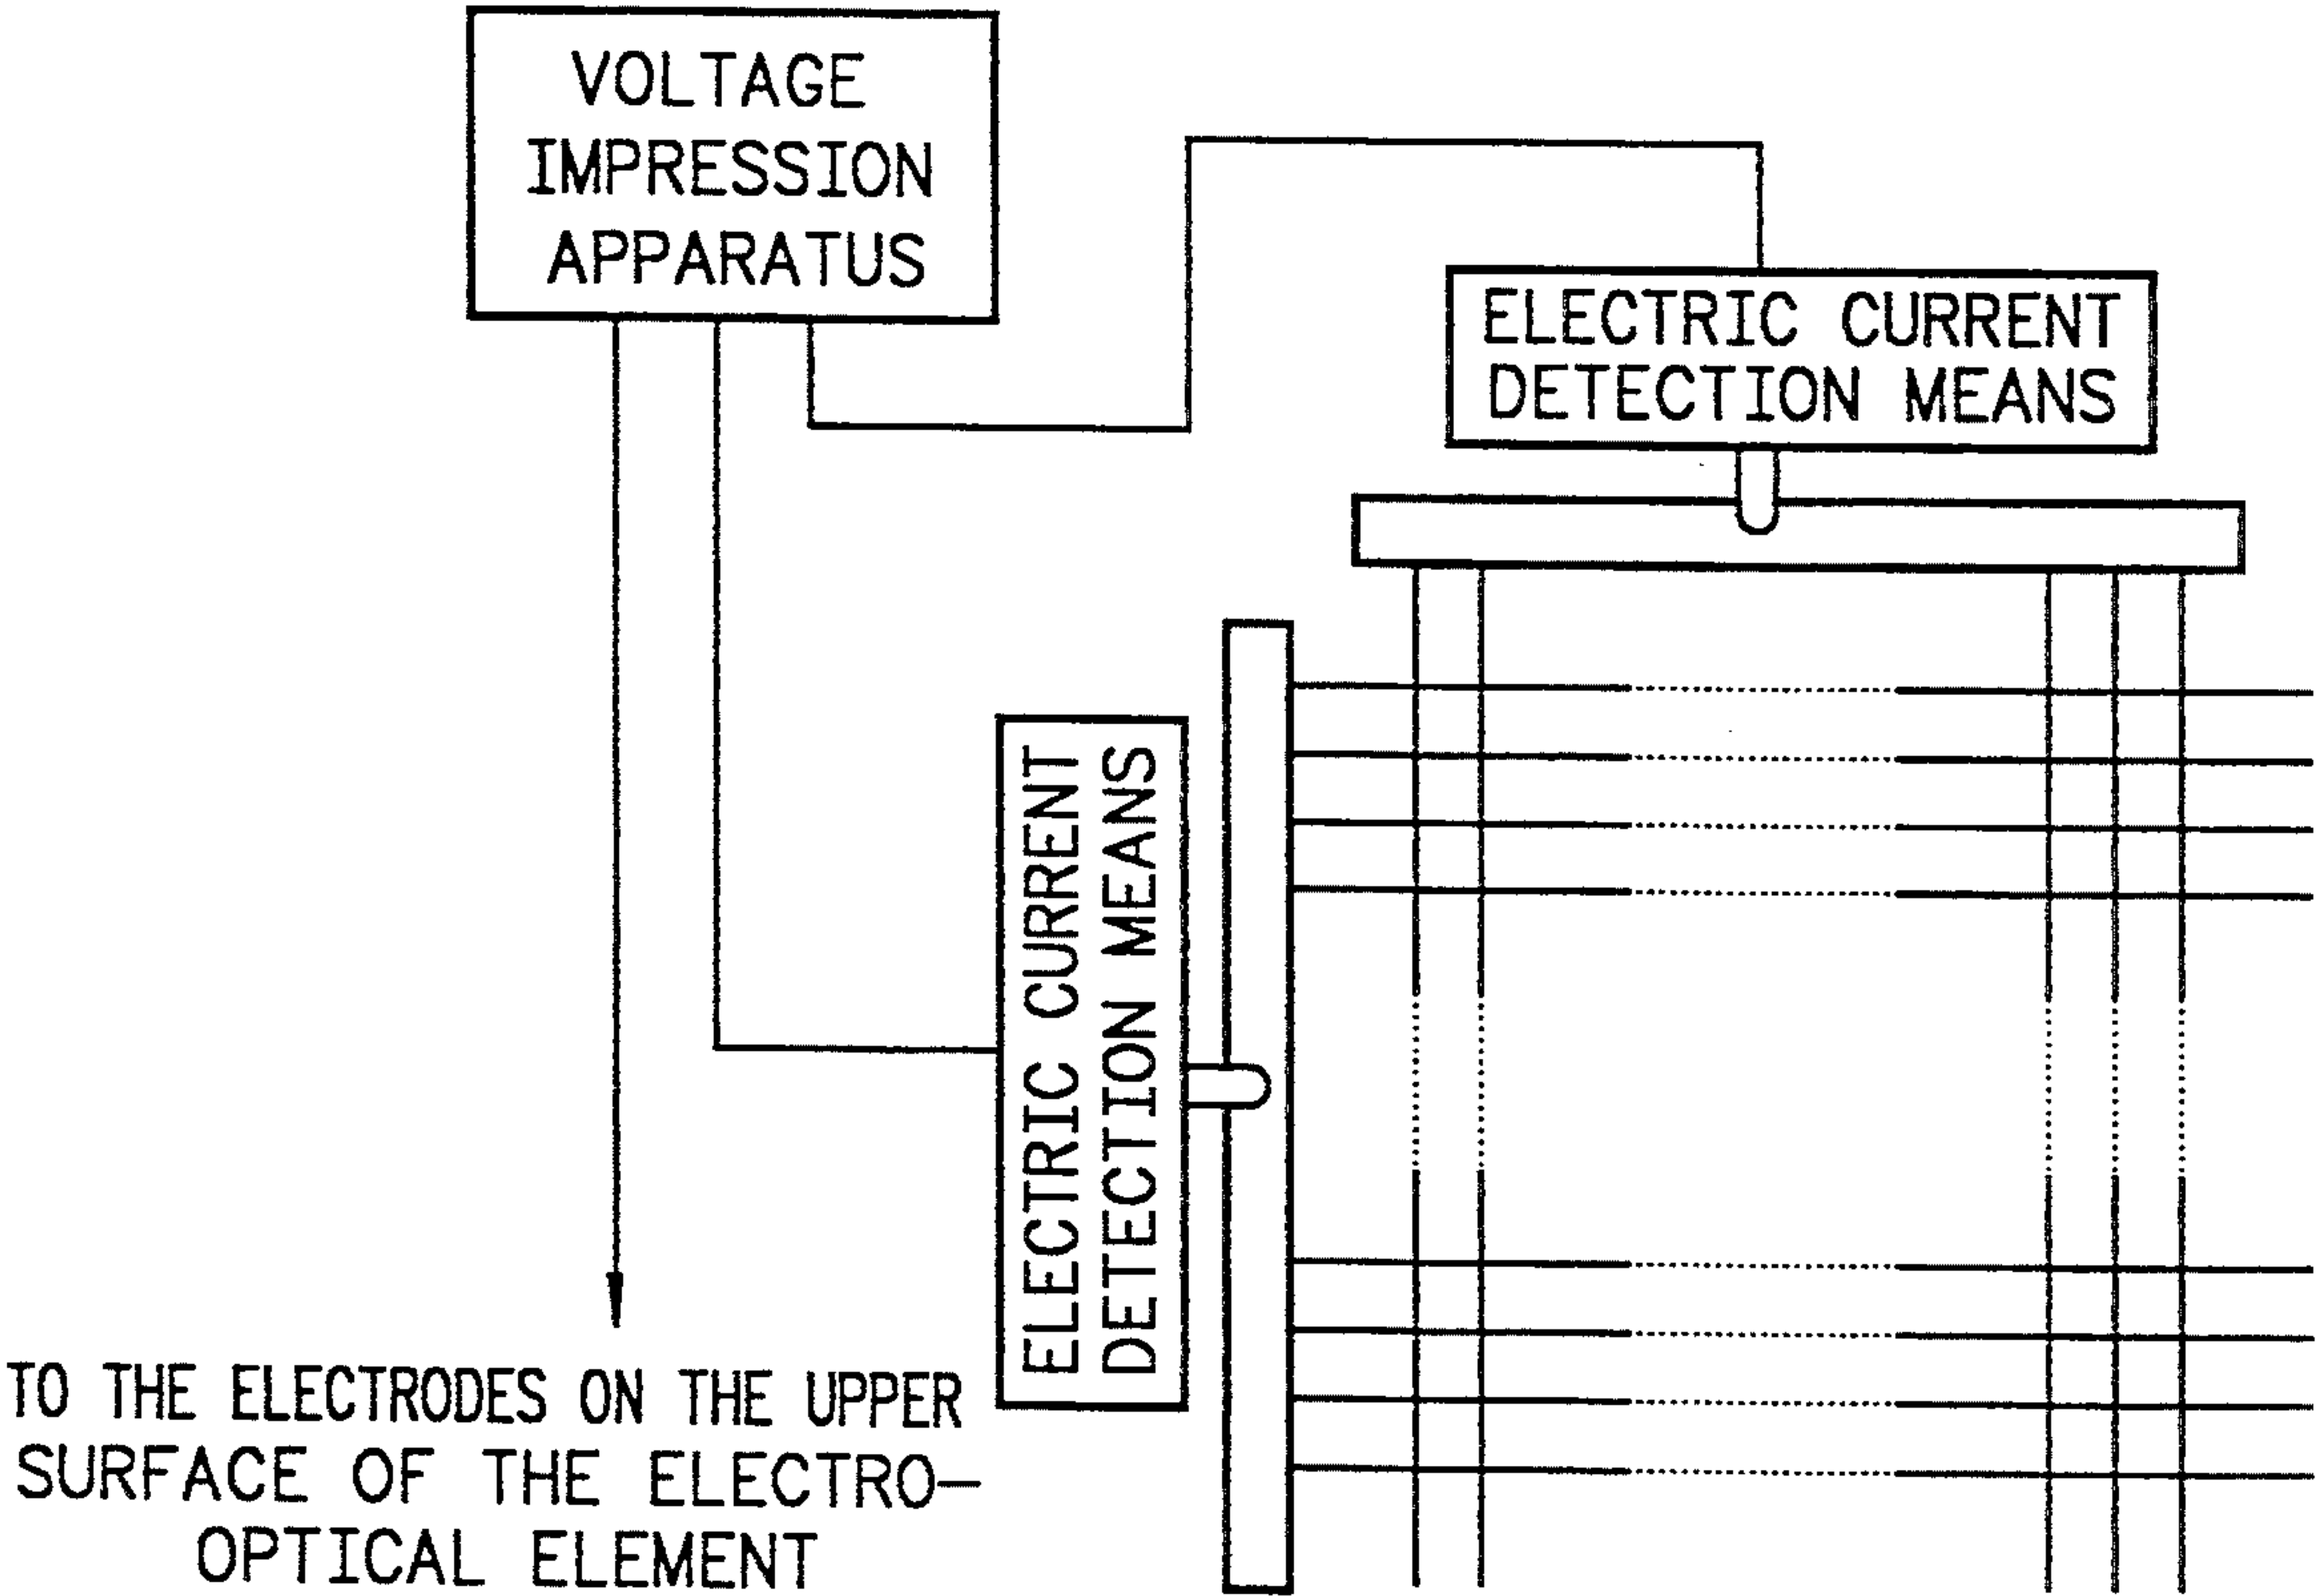 VOLTAGE
IMPRESSION
APPARATUS
ELECTRIC CURRENT
DETECTION MEANS
ELECTRIC CURRENT
DETECTION MEANS
TO THE ELECTRODES ON THE UPPER
SURFACE OF THE ELECTRO-
OPTICAL ELEMENT